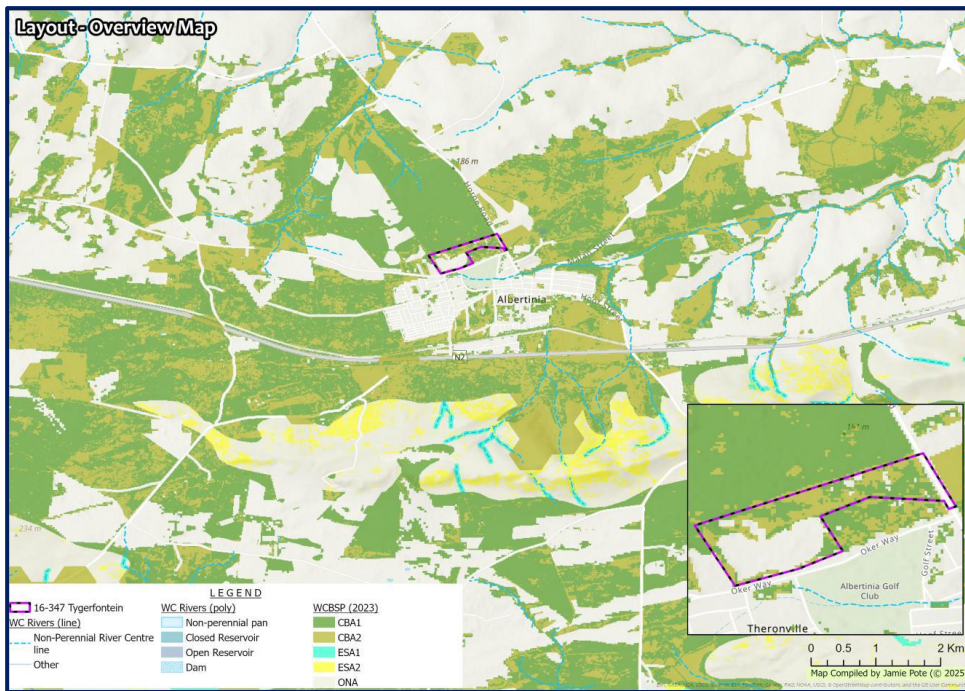 Layout - Overview Map
186 m
Albertinia
N2
234 m
LEGEND
16-347 Tygerfontein
WC Rivers (line)
Non-Perennial River Centre
line
Other
WC Rivers (poly)
Non-perennial pan
Closed Reservoir
Open Reservoir
Dam
WCBSP (2023)
CBA1
CBA2
ESA1
ESA2
ONA
Oker Way
Oker Way
Golf Street
Albertinia Golf
Club
Theronville
0 1 2 Km
Map Compiled by Jamie Pote (© 2025